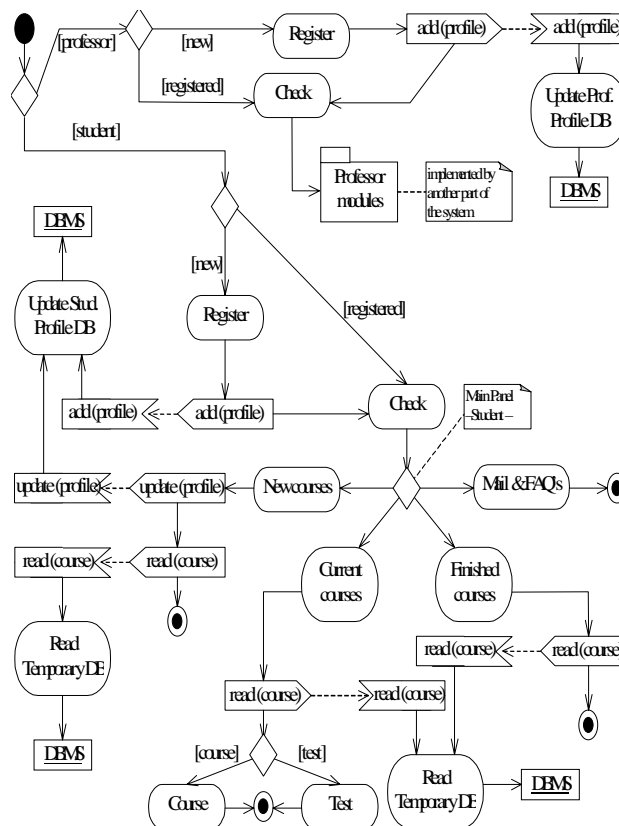 [professor]
[new]
Register
add (profile)
add (profile)
[registered]
Check
Update Prof.
Profile DB
[student]
Professor
modules
implemented by
another part of
the system
DBMS
DBMS
[new]
Update Stud.
Profile DB
Register
[registered]
add (profile)
add (profile)
Check
Main Panel
–Student –
update (profile)
update (profile)
New courses
Mail & FAQ's
read (course)
read (course)
Current
courses
Finished
courses
Read
Temporary DB
read (course)
read (course)
read (course)
read (course)
DBMS
[course]
[test]
Course
Test
Read
Temporary DB
DBMS